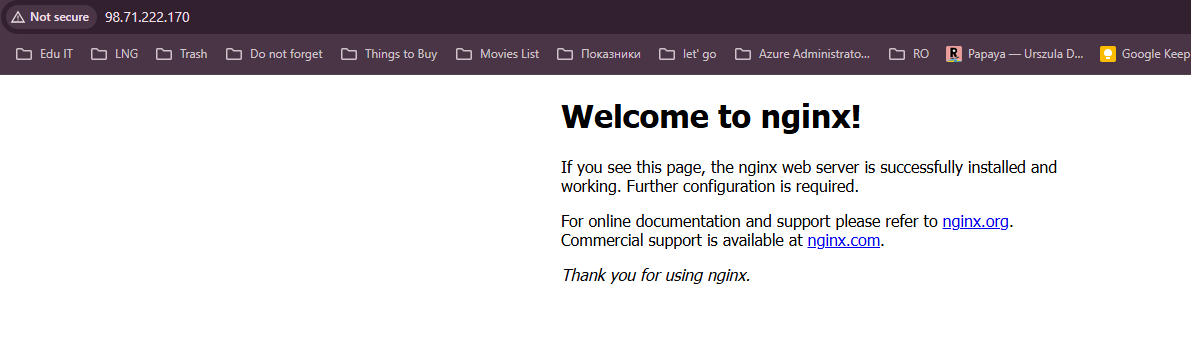 Not secure 98.71.222.170
Edu IT LNG Trash Do not forget Things to Buy Movies List Показники let' go Azure Administrato... RO Papaya — Urszula D... Google Keep
Welcome to nginx!
If you see this page, the nginx web server is successfully installed and
working. Further configuration is required.
For online documentation and support please refer to nginx.org.
Commercial support is available at nginx.com.
Thank you for using nginx.